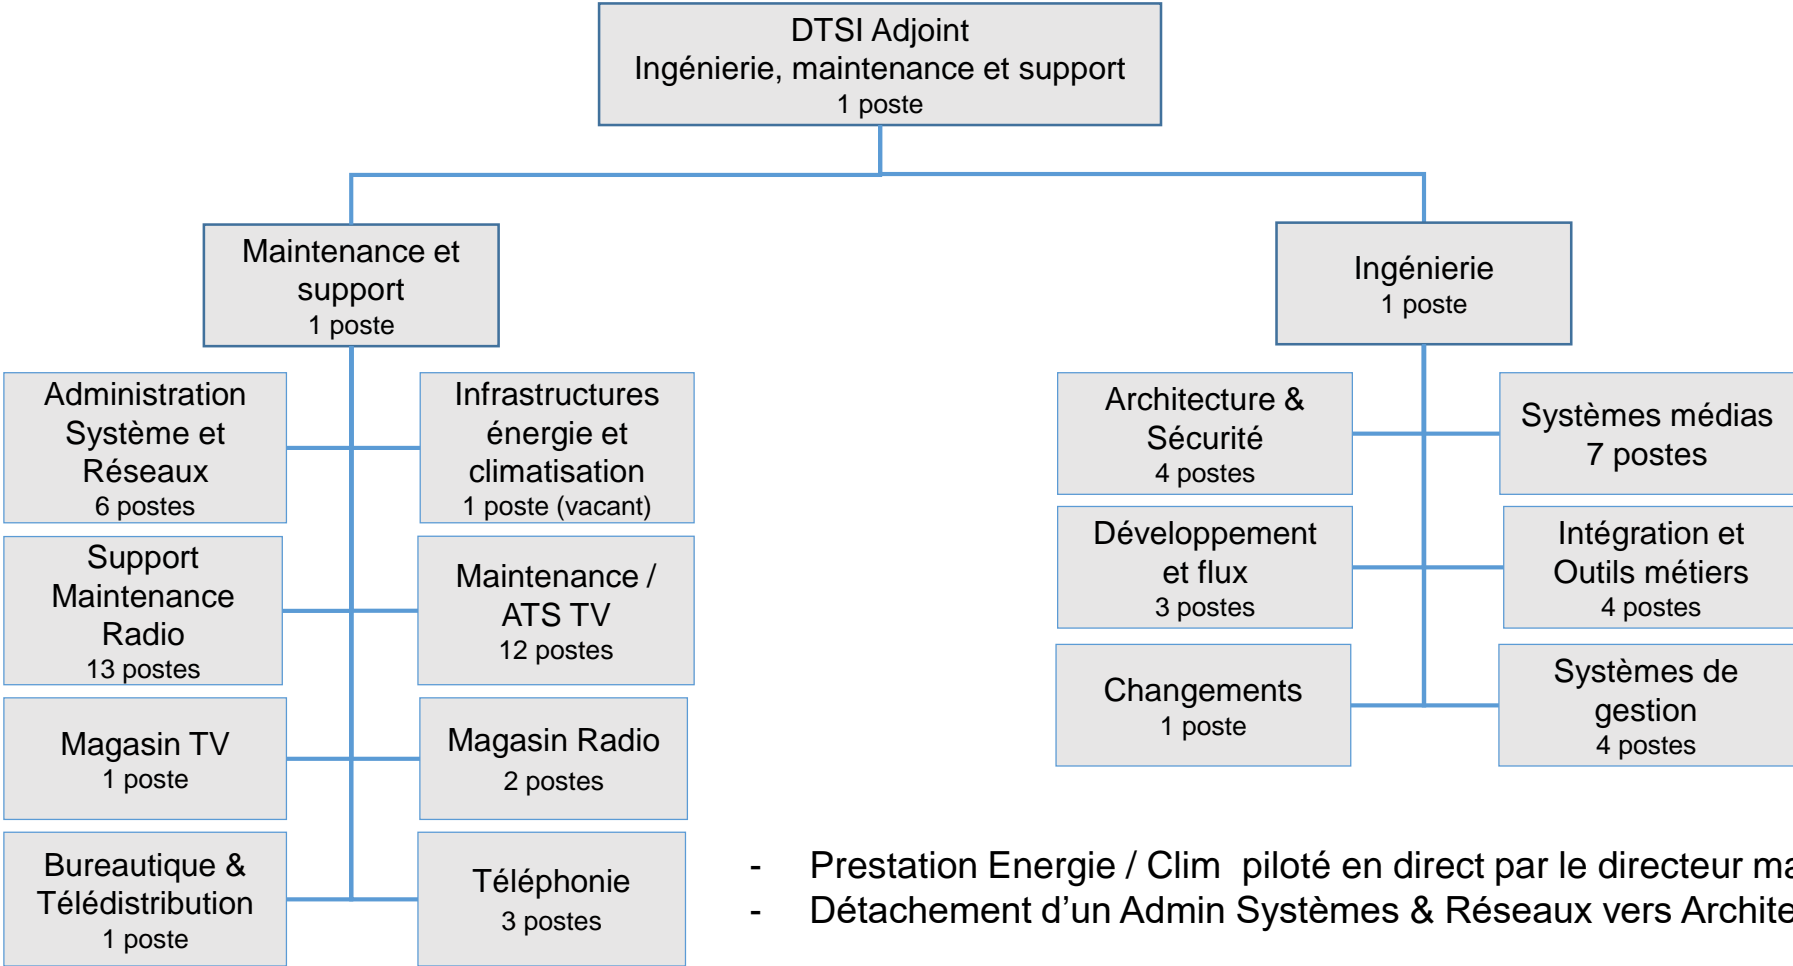 DTSI Adjoint
Ingénierie, maintenance et support
1 poste
Maintenance et
support
1 poste
Ingénierie
1 poste
Administration
Système et
Réseaux
6 postes
Infrastructures
énergie et
climatisation
1 poste (vacant)
Support
Maintenance
Radio
13 postes
Maintenance /
ATS TV
12 postes
Magasin TV
1 poste
Magasin Radio
2 postes
Bureautique &
Télédistribution
1 poste
Téléphonie
3 postes
Architecture &
Sécurité
4 postes
Systèmes médias
7 postes
Développement
et flux
3 postes
Intégration et
Outils métiers
4 postes
Changements
1 poste
Systèmes de
gestion
4 postes
- Prestation Energie / Clim piloté en direct par le directeur
- Détachement d’un Admin Systèmes & Réseaux vers